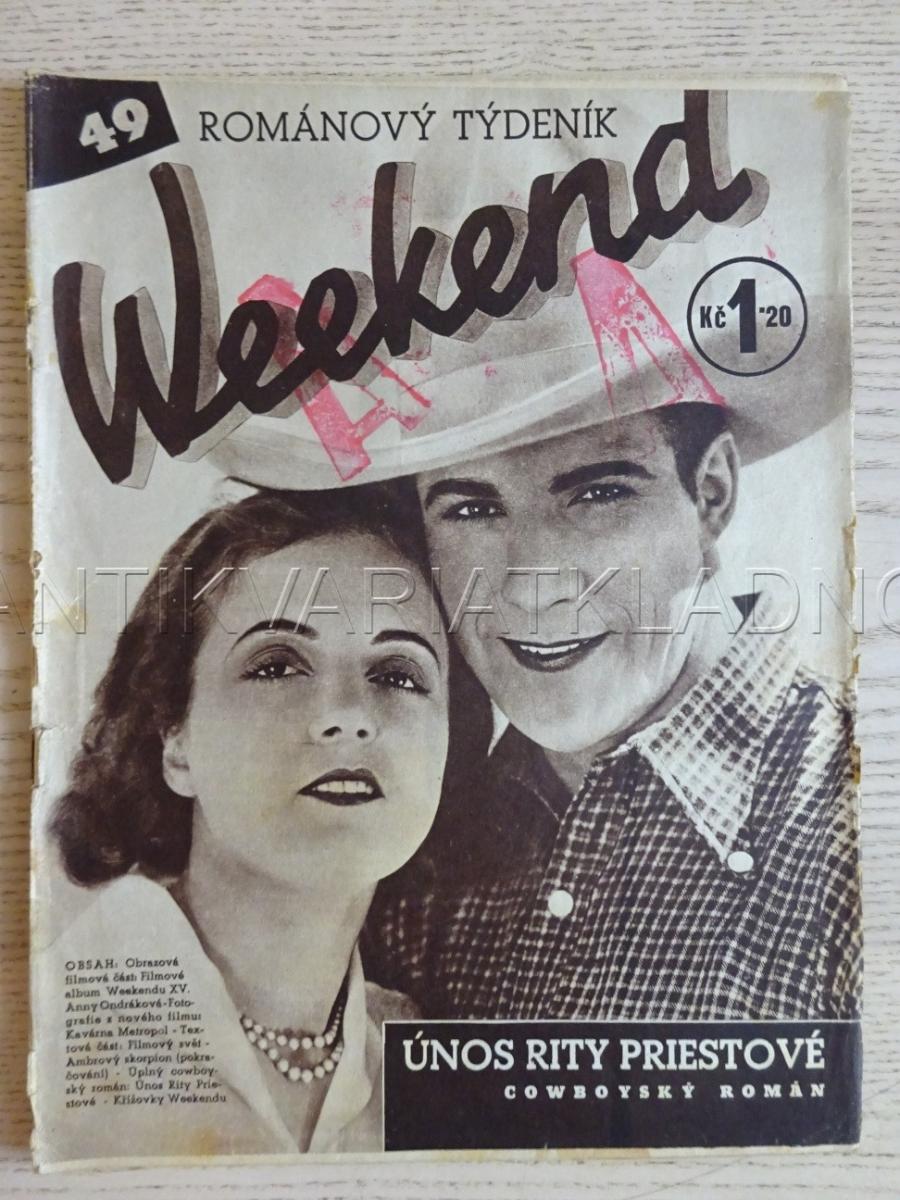 49
ROMÁNOVÝ TÝDENÍK
Weekend
Kč 1·20
ANTIKVARIATKLADNO
OBSAH: Obrazová
filmová část: Filmové
album Weekendu XV.
Anny Ondráková - Foto-
grafie z nového filmu:
Kavárna Metropol - Tex-
tová část: Filmový svět -
Ambrový skorpion (pokra-
čování) - Úplný cowboy-
ský román: Únos Rity Prie-
stové - Křížovky Weekendu
ÚNOS RITY PRIESTOVÉ
COWBOYSKÝ ROMÁN